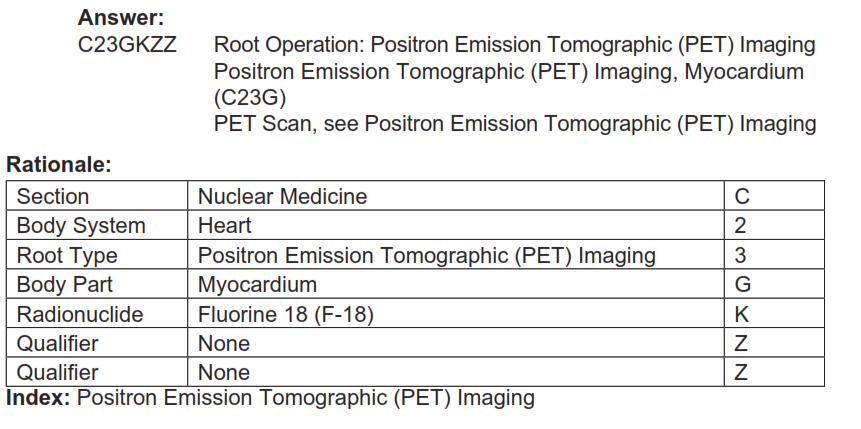 Answer:
C23GKZZ Root Operation: Positron Emission Tomographic (PET) Imaging
Positron Emission Tomographic (PET) Imaging, Myocardium
(C23G)
PET Scan, see Positron Emission Tomographic (PET) Imaging
Rationale:
Section Nuclear Medicine C
Body System Heart 2
Root Type Positron Emission Tomographic (PET) Imaging 3
Body Part Myocardium G
Radionuclide Fluorine 18 (F-18) K
Qualifier None Z
Qualifier None Z
Index: Positron Emission Tomographic (PET) Imaging